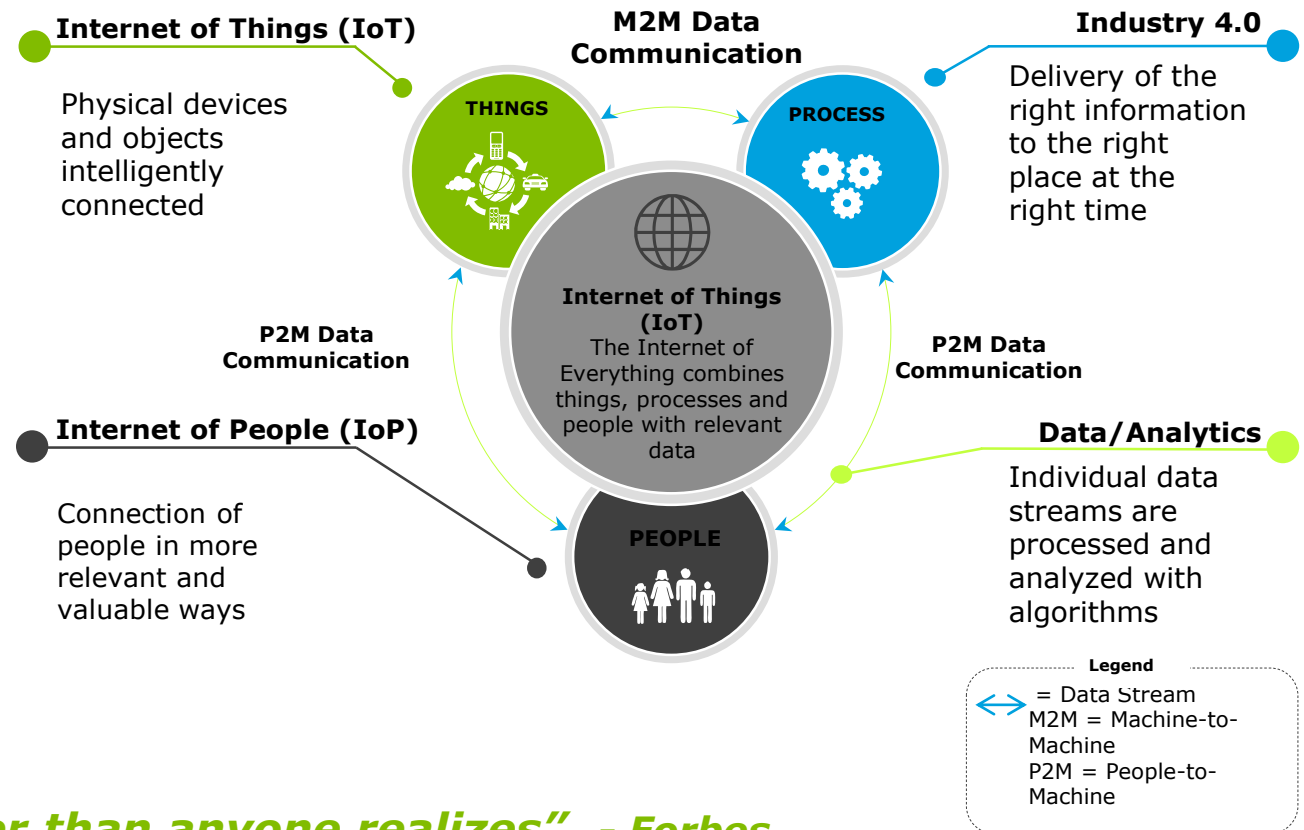 Internet of Things (IoT)
Physical devices
and objects
intelligently
connected
M2M Data
Communication
Industry 4.0
Delivery of the
right information
to the right
place at the
right time
THINGS
PROCESS
Internet of Things
(IoT)
The Internet of
Everything combines
things, processes and
people with relevant
data
P2M Data
Communication
P2M Data
Communication
Internet of People (IoP)
Connection of
people in more
relevant and
valuable ways
PEOPLE
Data/Analytics
Individual data
streams are
processed and
analyzed with
algorithms
Legend
= Data Stream
M2M = Machine-to-
Machine
P2M = People-to-
Machine
than anyone realizes” – Forbes